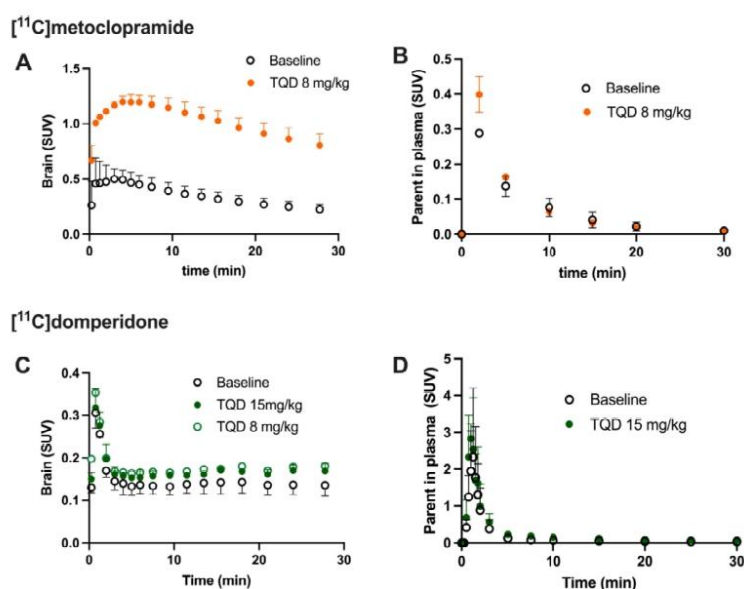 [¹¹C]metoclopramide
A
Baseline
TQD 8 mg/kg
Brain (SUV)
1.5
1.0
0.5
0.0
0
10
20
30
time (min)
B
Baseline
TQD 8 mg/kg
Parent in plasma (SUV)
0.5
0.4
0.3
0.2
0.1
0.0
0
10
20
30
time (min)
[¹¹C]domperidone
C
Baseline
TQD 15mg/kg
TQD 8 mg/kg
Brain (SUV)
0.4
0.3
0.2
0.1
0.0
0
10
20
30
Time (min)
D
Baseline
TQD 15 mg/kg
Parent in plasma (SUV)
5
4
3
2
1
0
0
10
20
30
Time (min)